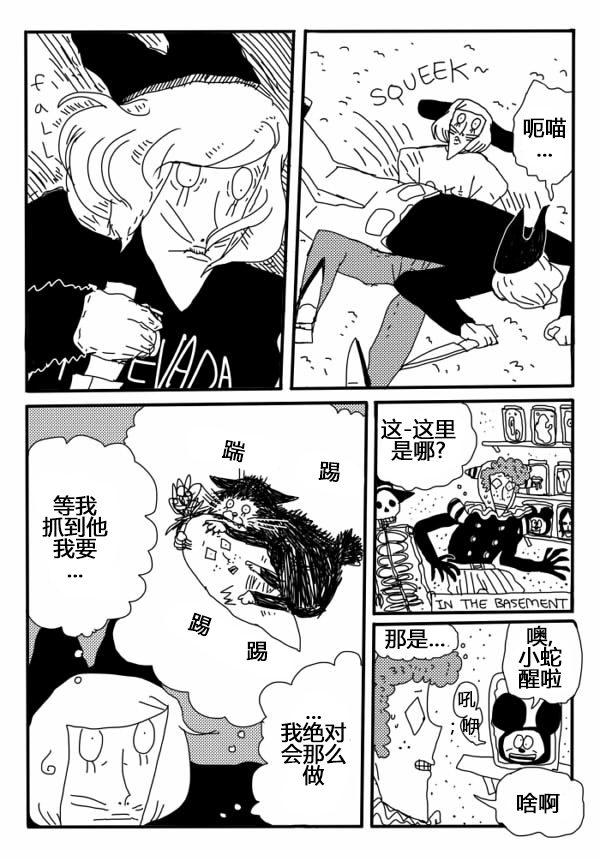 fall
EVADA
SQUEEK~
呃喵
...
踹
踢
等我
抓到他
我要
...
踢
踢
...
我绝对
会那么
做
这-这里
是哪?
IN THE BASEMENT
那是...
噢,
小蛇
醒啦
吼,
咿
啥啊